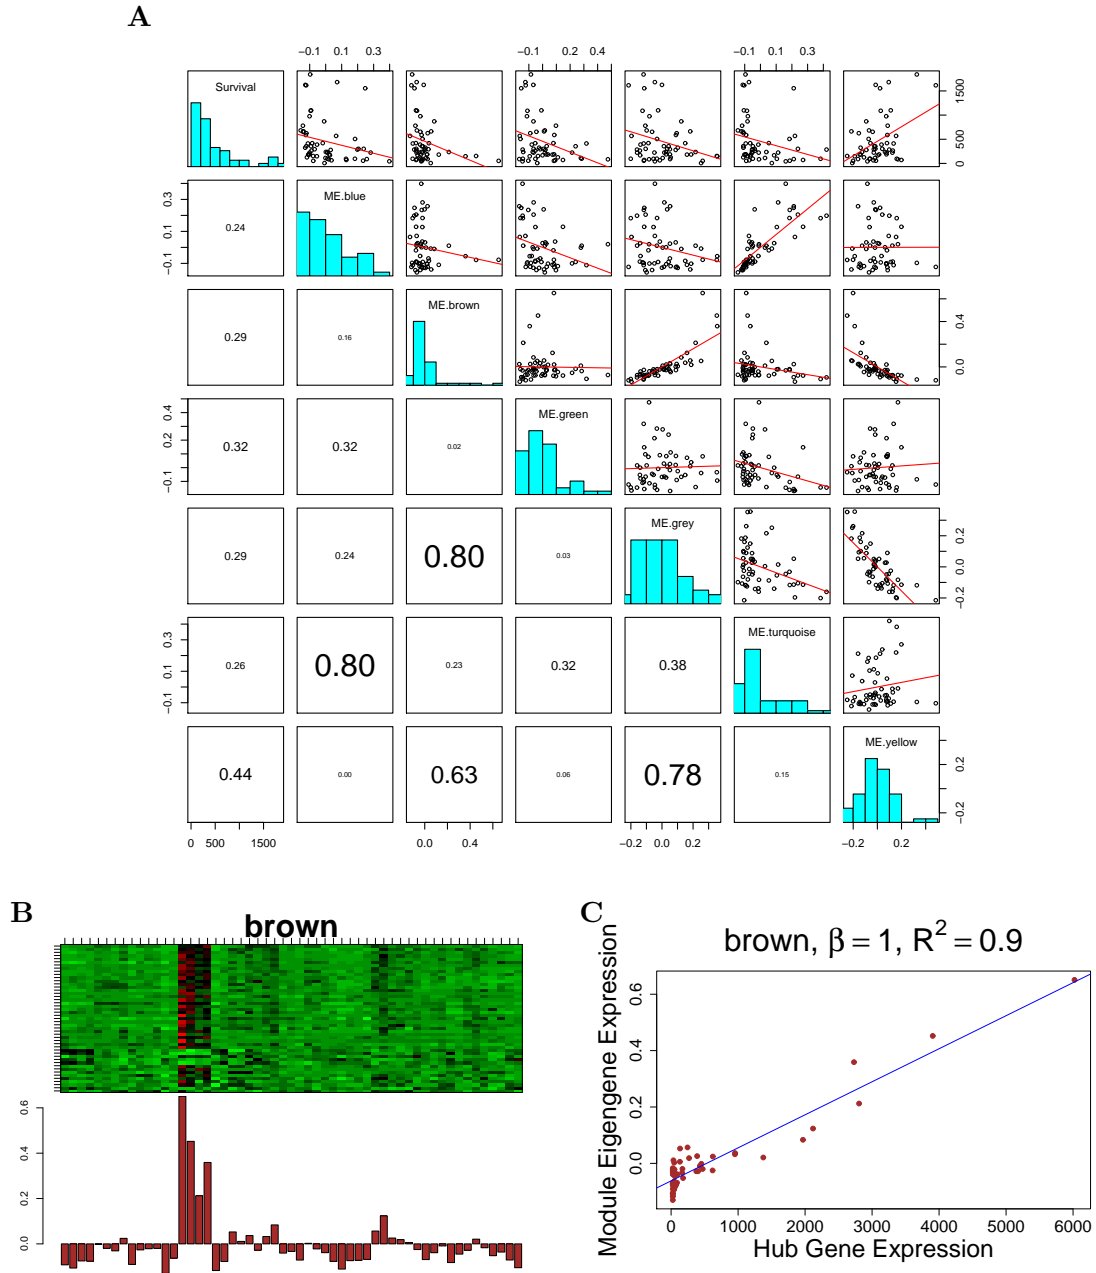 A
−0.1 0.1 0.3 −0.1 0.2 0.4 −0.1 0.1 0.3
Survival
0 500 1500
ME.blue
−0.1 0.1 0.3
0.24
ME.brown
0.29 0.16
0.0 0.4
ME.green
−0.1 0.2 0.4
0.32 0.32 0.02
ME.grey
0.29 0.24 0.80 0.03
−0.2 0.0 0.2
ME.turquoise
−0.1 0.1 0.3
0.26 0.80 0.23 0.32 0.38
ME.yellow
0.44 0.00 0.63 0.06 0.78 0.15
−0.2 0.2
0 500 1500 0.0 0.4 −0.2 0.0 0.2 −0.2 0.2
B
brown
0.0 0.2 0.4 0.6
C
brown, β = 1, R² = 0.9
Module Eigengene Expression
0.0 0.2 0.4 0.6
0 1000 2000 3000 4000 5000 6000
Hub Gene Expression